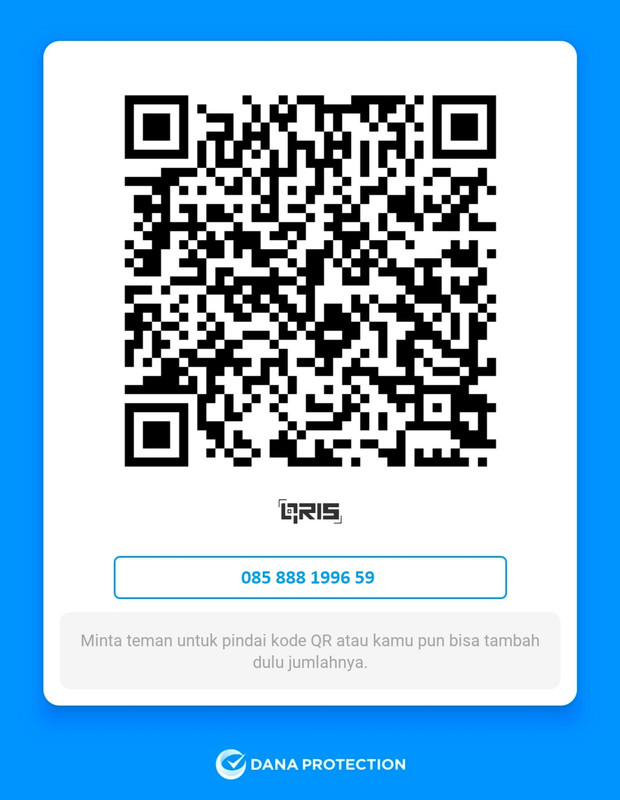 QRIS
085 888 1996 59
Minta teman untuk pindai kode QR atau kamu pun bisa tambah
dulu jumlahnya.
DANA PROTECTION